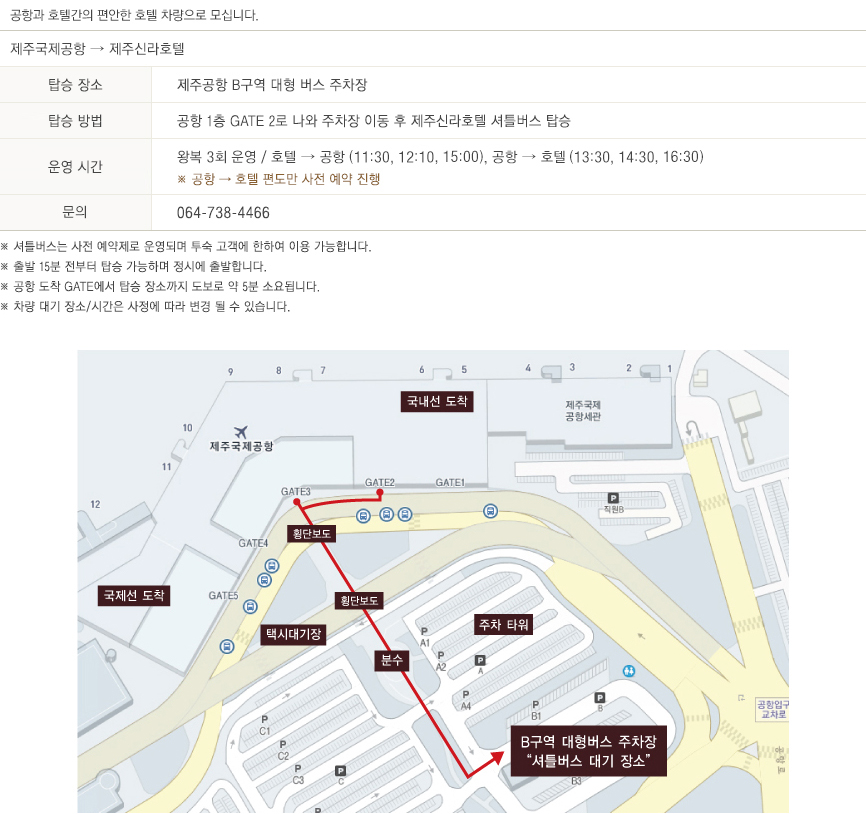 공항과 호텔간의 편안한 호텔 차량으로 모십니다.
제주국제공항 → 제주신라호텔
탑승 장소
제주공항 B구역 대형 버스 주차장
탑승 방법
공항 1층 GATE 2로 나와 주차장 이동 후 제주신라호텔 셔틀버스 탑승
운영 시간
왕복 3회 운영 / 호텔 → 공항 (11:30, 12:10, 15:00), 공항 → 호텔 (13:30, 14:30, 16:30)
※ 공항 → 호텔 편도만 사전 예약 진행
문의
064-738-4466
※ 셔틀버스는 사전 예약제로 운영되며 투숙 고객에 한하여 이용 가능합니다.
※ 출발 15분 전부터 탑승 가능하며 정시에 출발합니다.
※ 공항 도착 GATE에서 탑승 장소까지 도보로 약 5분 소요됩니다.
※ 차량 대기 장소/시간은 사정에 따라 변경 될 수 있습니다.
9
8
7
6
5
4
3
2
1
국내선 도착
제주국제
공항세관
10
제주국제공항
11
12
GATE3
GATE2
GATE1
P
직원B
횡단보도
GATE4
국제선 도착
GATE5
횡단보도
택시대기장
주차 타워
P
A1
분수
P
A2
P
A
P
A4
P
B1
P
B
공항입구
교차로
P
C1
P
C2
P
C3
P
C
P
B구역 대형버스 주차장
“셔틀버스 대기 장소”
B3